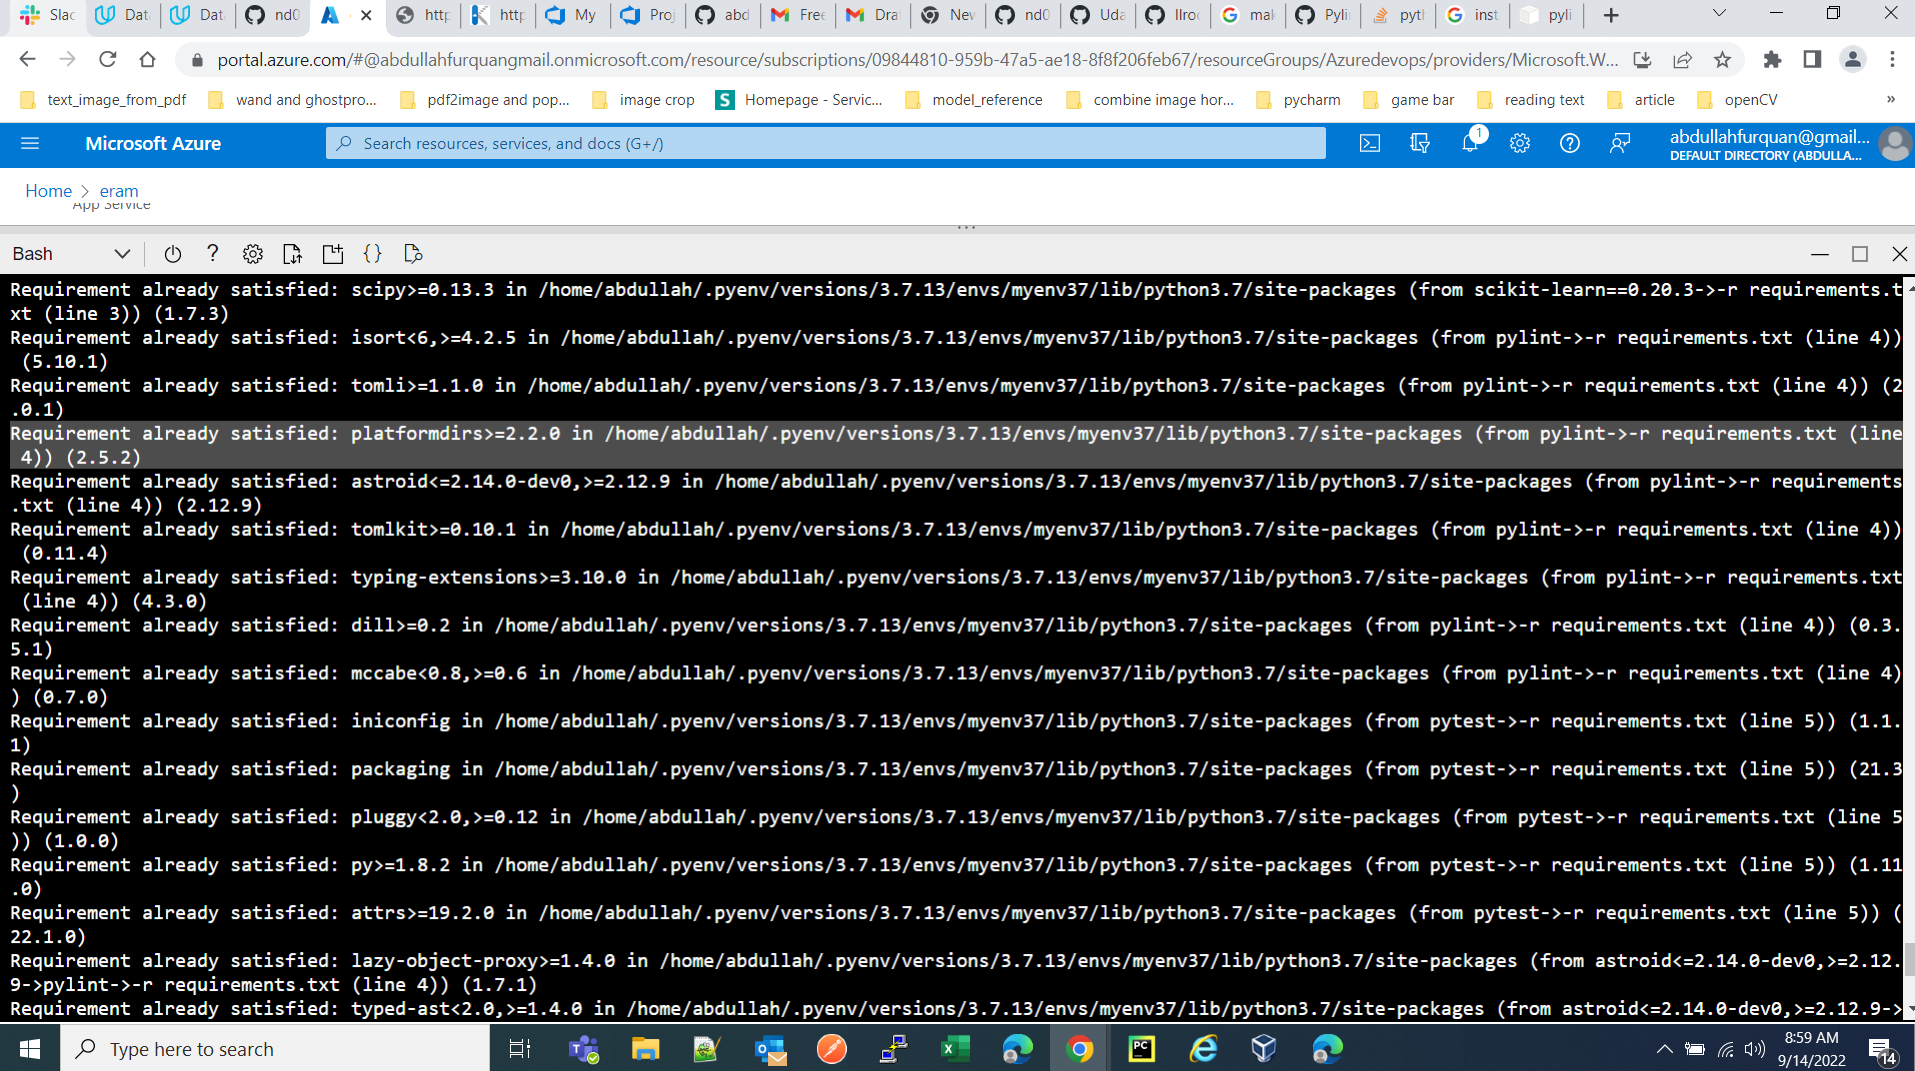 Slac
Data
Data
nd0
http
http
My
Proj
abd
Free
Dra
New
nd0
Uda
Ilroc
mak
Pyli
pyth
inst
pyli
portal.azure.com/#@abdullahfurquangmail.onmicrosoft.com/resource/subscriptions/09844810-959b-47a5-ae18-8f8f206feb67/resourceGroups/Azuredevops/providers/Microsoft.W...
text_image_from_pdf
wand and ghostpro...
pdf2image and pop...
image crop
Homepage - Servic...
model_reference
combine image hor...
pycharm
game bar
reading text
article
openCV
»
Microsoft Azure
Search resources, services, and docs (G+/)
1
abdullahfurquan@gmail...
DEFAULT DIRECTORY (ABDULLA...
Home > eram
App Service
Bash
Requirement already satisfied: scipy>=0.13.3 in /home/abdullah/.pyenv/versions/3.7.13/envs/myenv37/lib/python3.7/site-packages (from scikit-learn==0.20.3->-r requirements.t
xt (line 3)) (1.7.3)
Requirement already satisfied: isort<6,>=4.2.5 in /home/abdullah/.pyenv/versions/3.7.13/envs/myenv37/lib/python3.7/site-packages (from pylint->-r requirements.txt (line 4))
(5.10.1)
Requirement already satisfied: tomli>=1.1.0 in /home/abdullah/.pyenv/versions/3.7.13/envs/myenv37/lib/python3.7/site-packages (from pylint->-r requirements.txt (line 4)) (2
.0.1)
Requirement already satisfied: platformdirs>=2.2.0 in /home/abdullah/.pyenv/versions/3.7.13/envs/myenv37/lib/python3.7/site-packages (from pylint->-r requirements.txt (line
4)) (2.5.2)
Requirement already satisfied: astroid<=2.14.0-dev0,>=2.12.9 in /home/abdullah/.pyenv/versions/3.7.13/envs/myenv37/lib/python3.7/site-packages (from pylint->-r requirements
.txt (line 4)) (2.12.9)
Requirement already satisfied: tomlkit>=0.10.1 in /home/abdullah/.pyenv/versions/3.7.13/envs/myenv37/lib/python3.7/site-packages (from pylint->-r requirements.txt (line 4))
(0.11.4)
Requirement already satisfied: typing-extensions>=3.10.0 in /home/abdullah/.pyenv/versions/3.7.13/envs/myenv37/lib/python3.7/site-packages (from pylint->-r requirements.txt
(line 4)) (4.3.0)
Requirement already satisfied: dill>=0.2 in /home/abdullah/.pyenv/versions/3.7.13/envs/myenv37/lib/python3.7/site-packages (from pylint->-r requirements.txt (line 4)) (0.3.
5.1)
Requirement already satisfied: mccabe<0.8,>=0.6 in /home/abdullah/.pyenv/versions/3.7.13/envs/myenv37/lib/python3.7/site-packages (from pylint->-r requirements.txt (line 4)
) (0.7.0)
Requirement already satisfied: iniconfig in /home/abdullah/.pyenv/versions/3.7.13/envs/myenv37/lib/python3.7/site-packages (from pytest->-r requirements.txt (line 5)) (1.1.
1)
Requirement already satisfied: packaging in /home/abdullah/.pyenv/versions/3.7.13/envs/myenv37/lib/python3.7/site-packages (from pytest->-r requirements.txt (line 5)) (21.3
)
Requirement already satisfied: pluggy<2.0,>=0.12 in /home/abdullah/.pyenv/versions/3.7.13/envs/myenv37/lib/python3.7/site-packages (from pytest->-r requirements.txt (line 5
)) (1.0.0)
Requirement already satisfied: py>=1.8.2 in /home/abdullah/.pyenv/versions/3.7.13/envs/myenv37/lib/python3.7/site-packages (from pytest->-r requirements.txt (line 5)) (1.11
.0)
Requirement already satisfied: attrs>=19.2.0 in /home/abdullah/.pyenv/versions/3.7.13/envs/myenv37/lib/python3.7/site-packages (from pytest->-r requirements.txt (line 5)) (
22.1.0)
Requirement already satisfied: lazy-object-proxy>=1.4.0 in /home/abdullah/.pyenv/versions/3.7.13/envs/myenv37/lib/python3.7/site-packages (from astroid<=2.14.0-dev0,>=2.12.
9->pylint->-r requirements.txt (line 4)) (1.7.1)
Requirement already satisfied: typed-ast<2.0,>=1.4.0 in /home/abdullah/.pyenv/versions/3.7.13/envs/myenv37/lib/python3.7/site-packages (from astroid<=2.14.0-dev0,>=2.12.9->
Type here to search
8:59 AM
9/14/2022
14